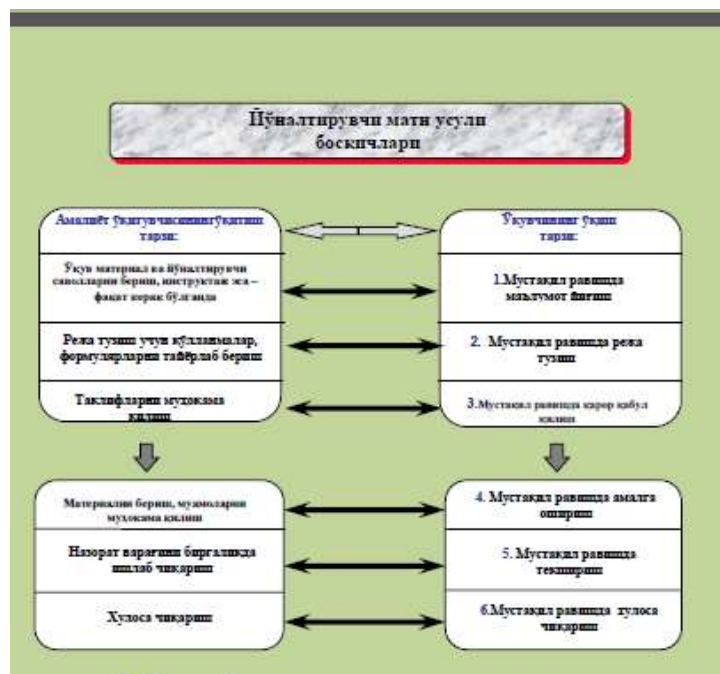 Йўналтирувчи матн усули
босқичлари
Амалиёт ўқитувчисинингўқитиш
тарзи:
Ўқув материал ва йўналтирувчи
саволларни бериш, инструктаж эса –
фақат керак бўлганда
Режа тузиш учун қўлланмалар,
формулярларни тайёрлаб бериш
Таклифларни муҳокама
қилиш
Ўқувчининг ўқиш
тарзи:
1.Мустақил равишда
маълумот йиғиш
2. Мустақил равишда режа
тузиш
3.Мустақил равишда қарор қабул
қилиш
Материални бериш, муаммоларни
муҳокама қилиш
Назорат варағини биргаликда
ишлаб чиқариш
Хулоса чиқариш
4. Мустақил равишда амалга
ошириш
5. Мустақил равишда
текшириш
6.Мустақил равишда хулоса
чиқариш